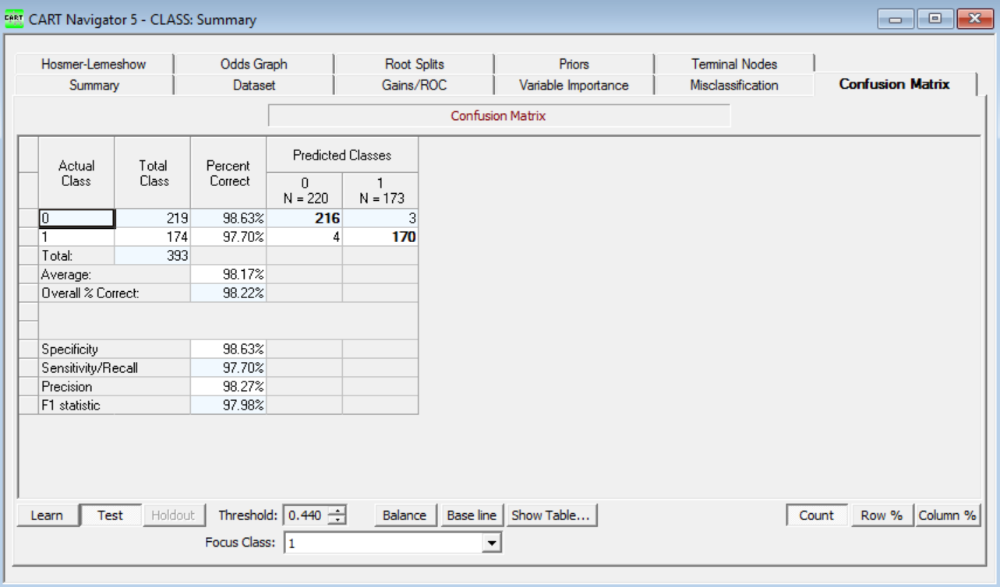 CART CART Navigator 5 - CLASS: Summary
Hosmer-Lemeshow Odds Graph Root Splits Priors Terminal Nodes
Summary Dataset Gains/ROC Variable Importance Misclassification Confusion Matrix
Confusion Matrix
Actual Class Total Class Percent Correct Predicted Classes
0 N = 220 1 N = 173
0 219 98.63% 216 3
1 174 97.70% 4 170
Total: 393
Average: 98.17%
Overall % Correct: 98.22%
Specificity 98.63%
Sensitivity/Recall 97.70%
Precision 98.27%
F1 statistic 97.98%
Learn Test Holdout Threshold: 0.440 Balance Base line Show Table... Count Row % Column %
Focus Class: 1